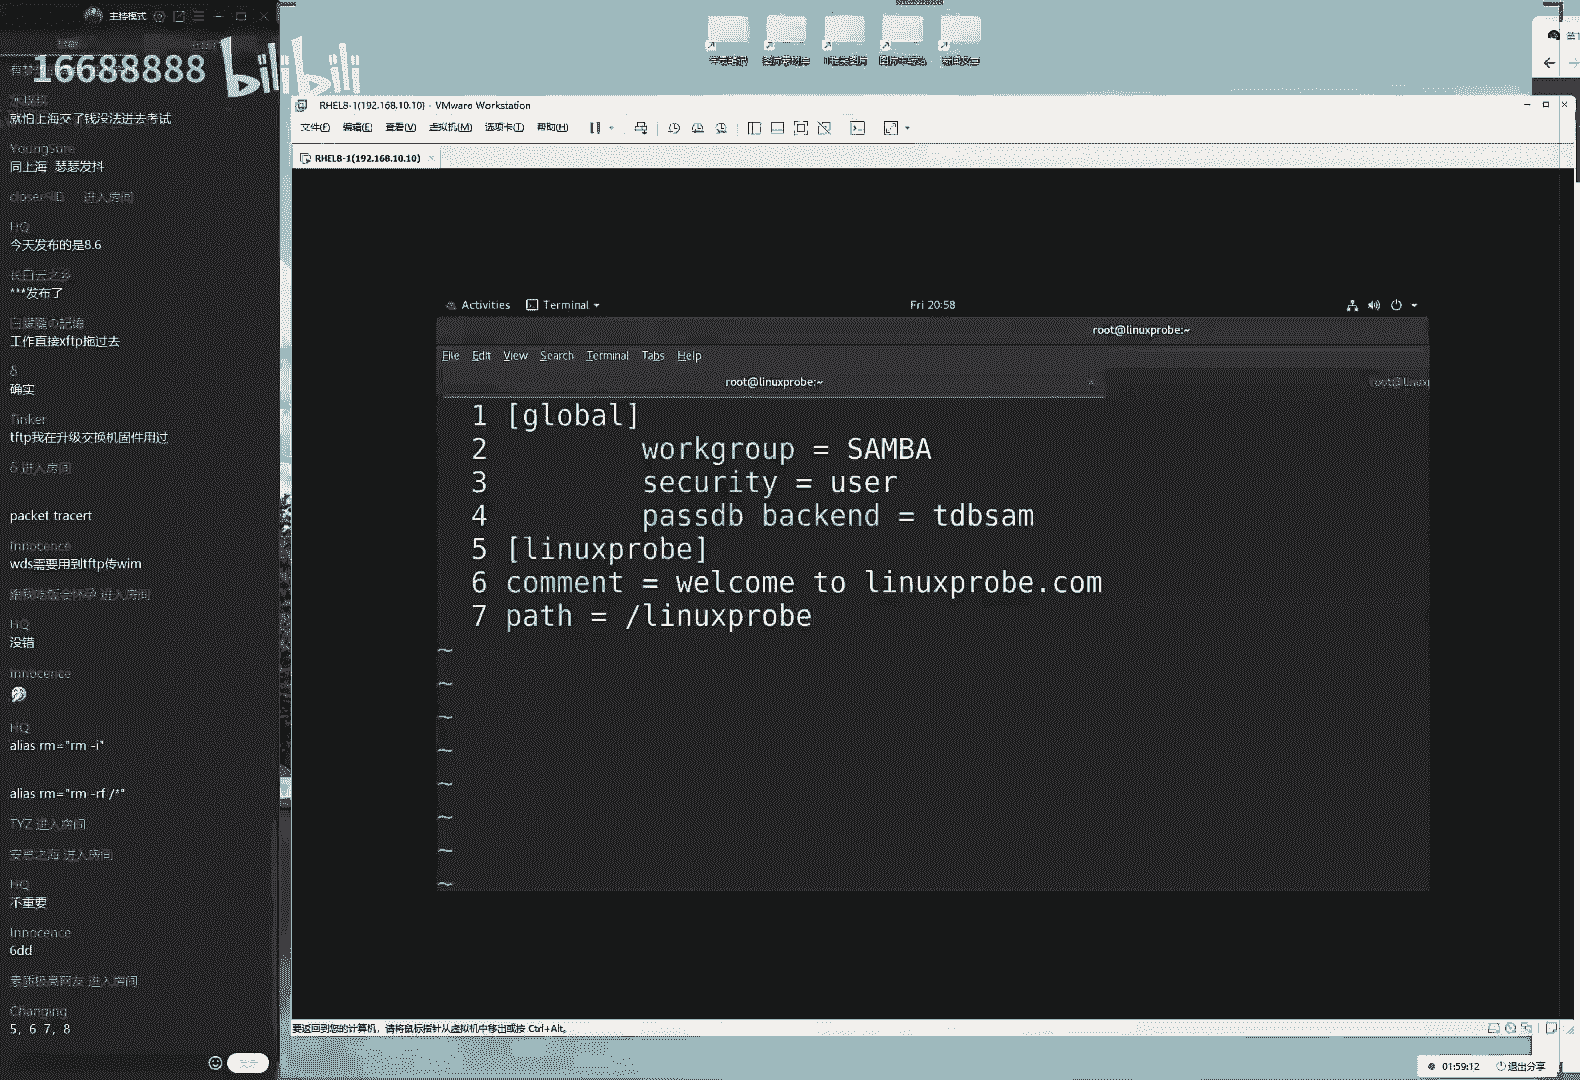 主持模式
16688888
bilibili
就怕上海交了钱没法进去考试
YoungSure
同上海 瑟瑟发抖
进入房间
HQ
今天发布的是8.6
长白云之乡
***发布了
工作直接xftp拖过去
确实
Tinker
tftp我在升级交换机固件用过
6 进入房间
packet tracert
Innocence
wds需要用到tftp传wim
进入房间
HQ
没错
Innocence
HQ
alias rm="rm -i"
alias rm="rm -rf /*"
TYZ 进入房间
进入房间
HQ
不重要
Innocence
6dd
进入房间
Changing
5, 6 7, 8
RHEL8-1(192.168.10.10) - VMware Workstation
文件(F) 编辑(E) 查看(V) 虚拟机(M) 选项卡(T) 帮助(H)
RHEL8-1(192.168.10.10)
Activities Terminal Fri 20:58
root@linuxprobe:~
File Edit View Search Terminal Tabs Help
root@linuxprobe:~ root@linuxp
1 [global]
2 workgroup = SAMBA
3 security = user
4 passdb backend = tdbsam
5 [linuxprobe]
6 comment = welcome to linuxprobe.com
7 path = /linuxprobe
~
~
~
~
~
~
~
~
要返回到您的计算机，请将鼠标指针从虚拟机中移出或按 Ctrl+Alt。
01:59:12 退出分享